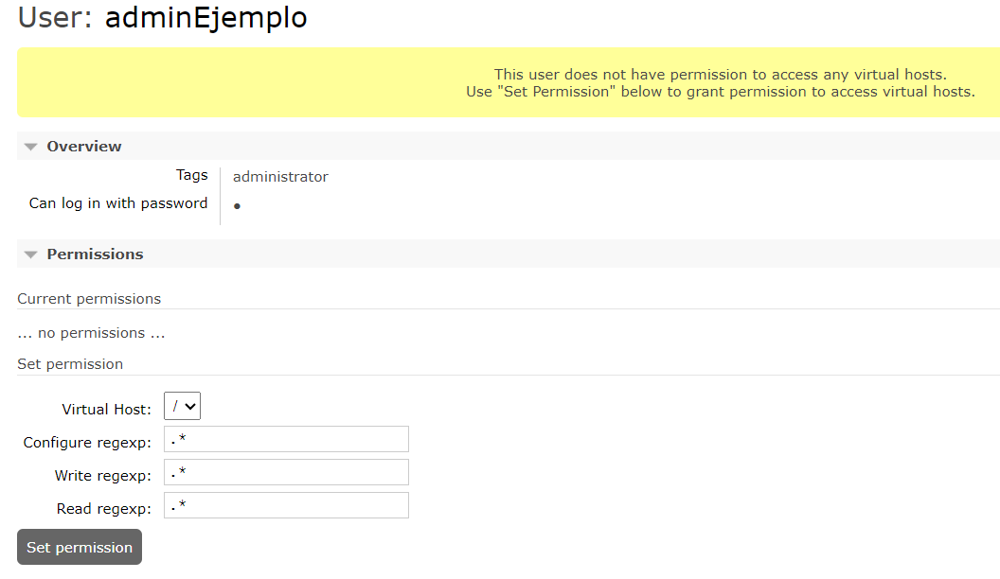 User: adminEjemplo
This user does not have permission to access any virtual hosts.
Use "Set Permission" below to grant permission to access virtual hosts.
Overview
Tags administrator
Can log in with password •
Permissions
Current permissions
... no permissions ...
Set permission
Virtual Host: /
Configure regexp: .*
Write regexp: .*
Read regexp: .*
Set permission